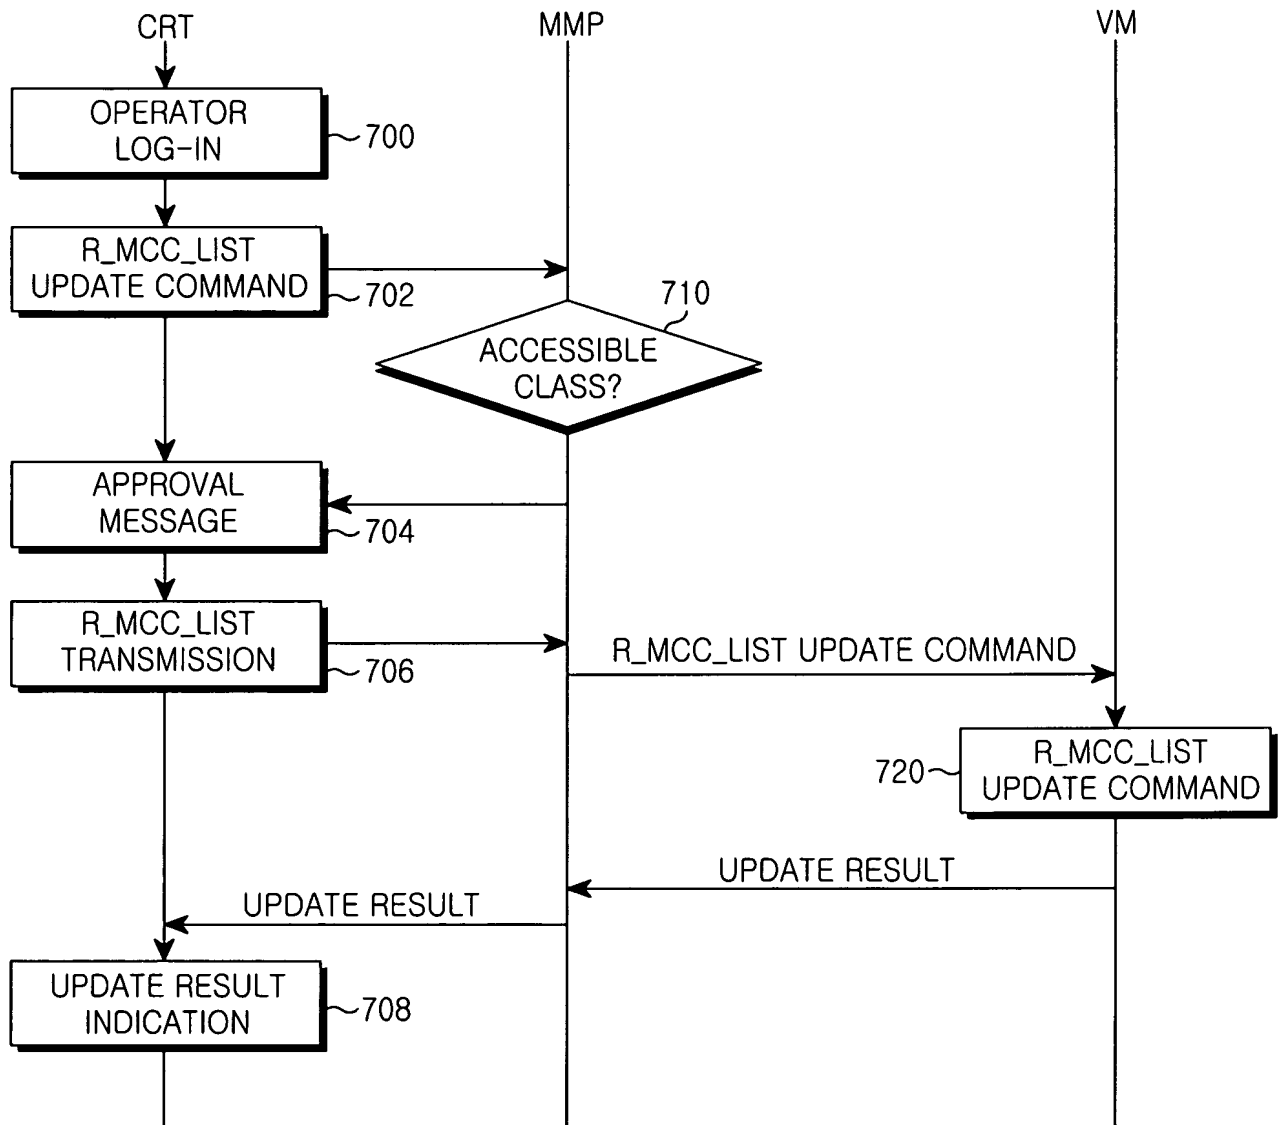 CRT
MMP
VM
OPERATOR
LOG-IN
700
R_MCC_LIST
UPDATE COMMAND
702
710
ACCESSIBLE
CLASS?
APPROVAL
MESSAGE
704
R_MCC_LIST
TRANSMISSION
706
R_MCC_LIST UPDATE COMMAND
720
R_MCC_LIST
UPDATE COMMAND
UPDATE RESULT
UPDATE RESULT
UPDATE RESULT
INDICATION
708